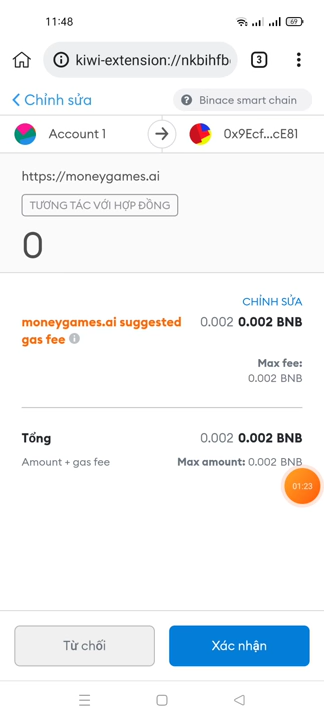 11:48
69
kiwi-extension://nkbihfb
3
Chỉnh sửa
? Binace smart chain
Account 1
0x9Ecf...cE81
https://moneygames.ai
TƯƠNG TÁC VỚI HỢP ĐỒNG
0
CHỈNH SỬA
moneygames.ai suggested 0.002 0.002 BNB
gas fee
Max fee:
0.002 BNB
Tổng 0.002 0.002 BNB
Amount + gas fee Max amount: 0.002 BNB
01:23
Từ chối
Xác nhận